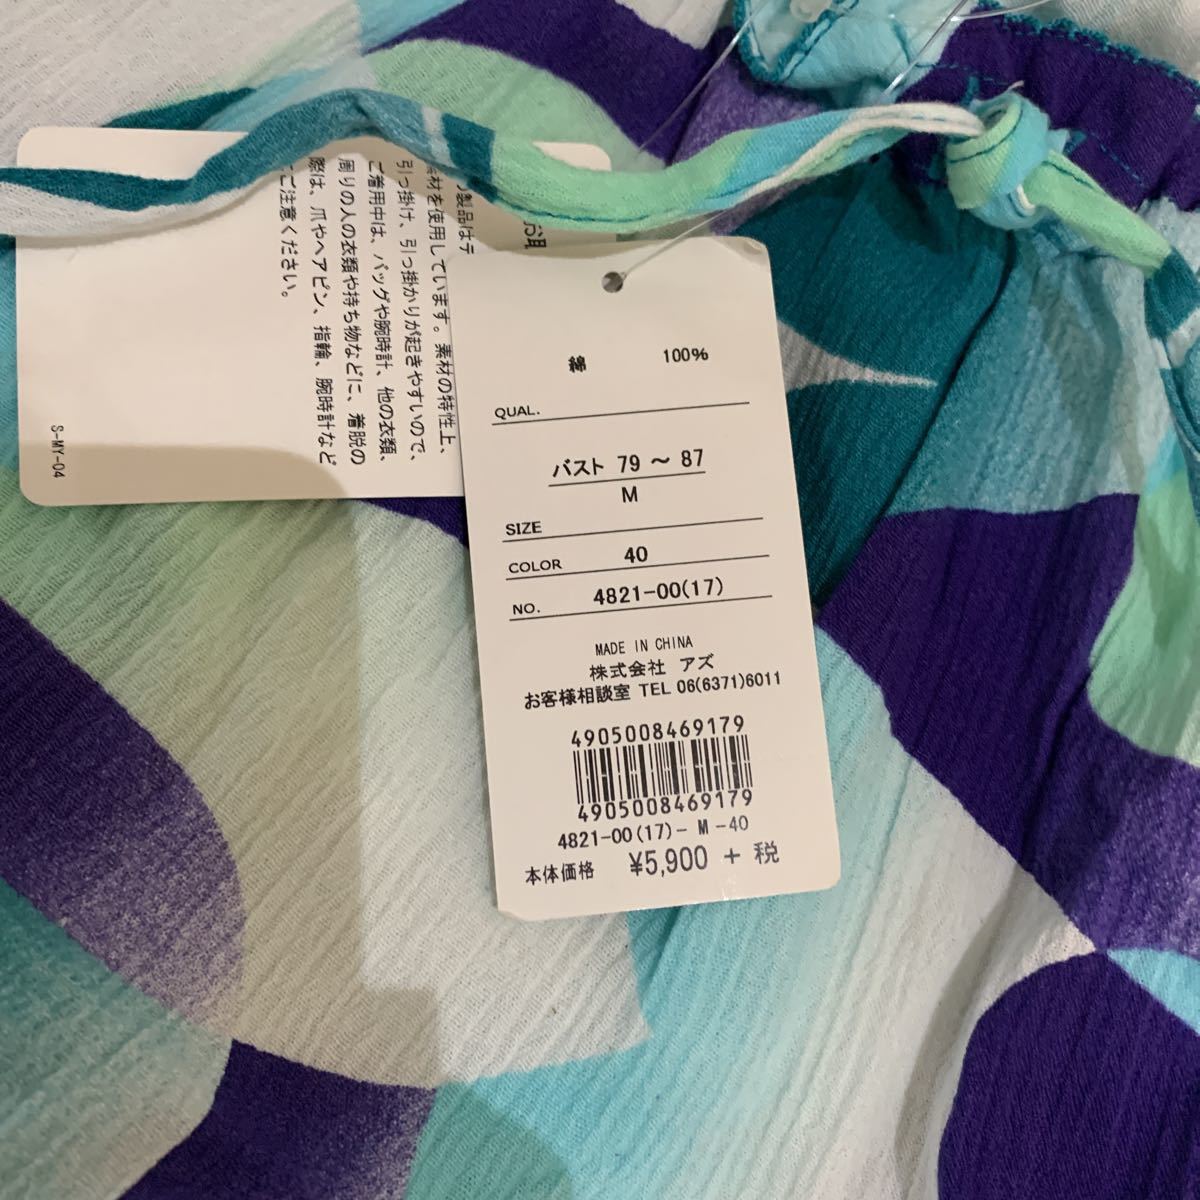 綿 100%
QUAL.
バスト 79 ～ 87
M
SIZE
COLOR 40
NO. 4821-00(17)
MADE IN CHINA
株式会社 アズ
お客様相談室 TEL 06(6371)6011
4905008469179
4905008469179
4821-00(17)- M -40
本体価格 ¥5,900 + 税
製品はデ
素材を使用しています。素材の特性上、
引っ掛け、引っ掛かりが起きやすいので、
ご着用中は、バッグや腕時計、他の衣類、
周りの人の衣類や持ち物などに、着脱の
際は、爪やヘアピン、指輪、腕時計など
ご注意ください。
S-MY-04